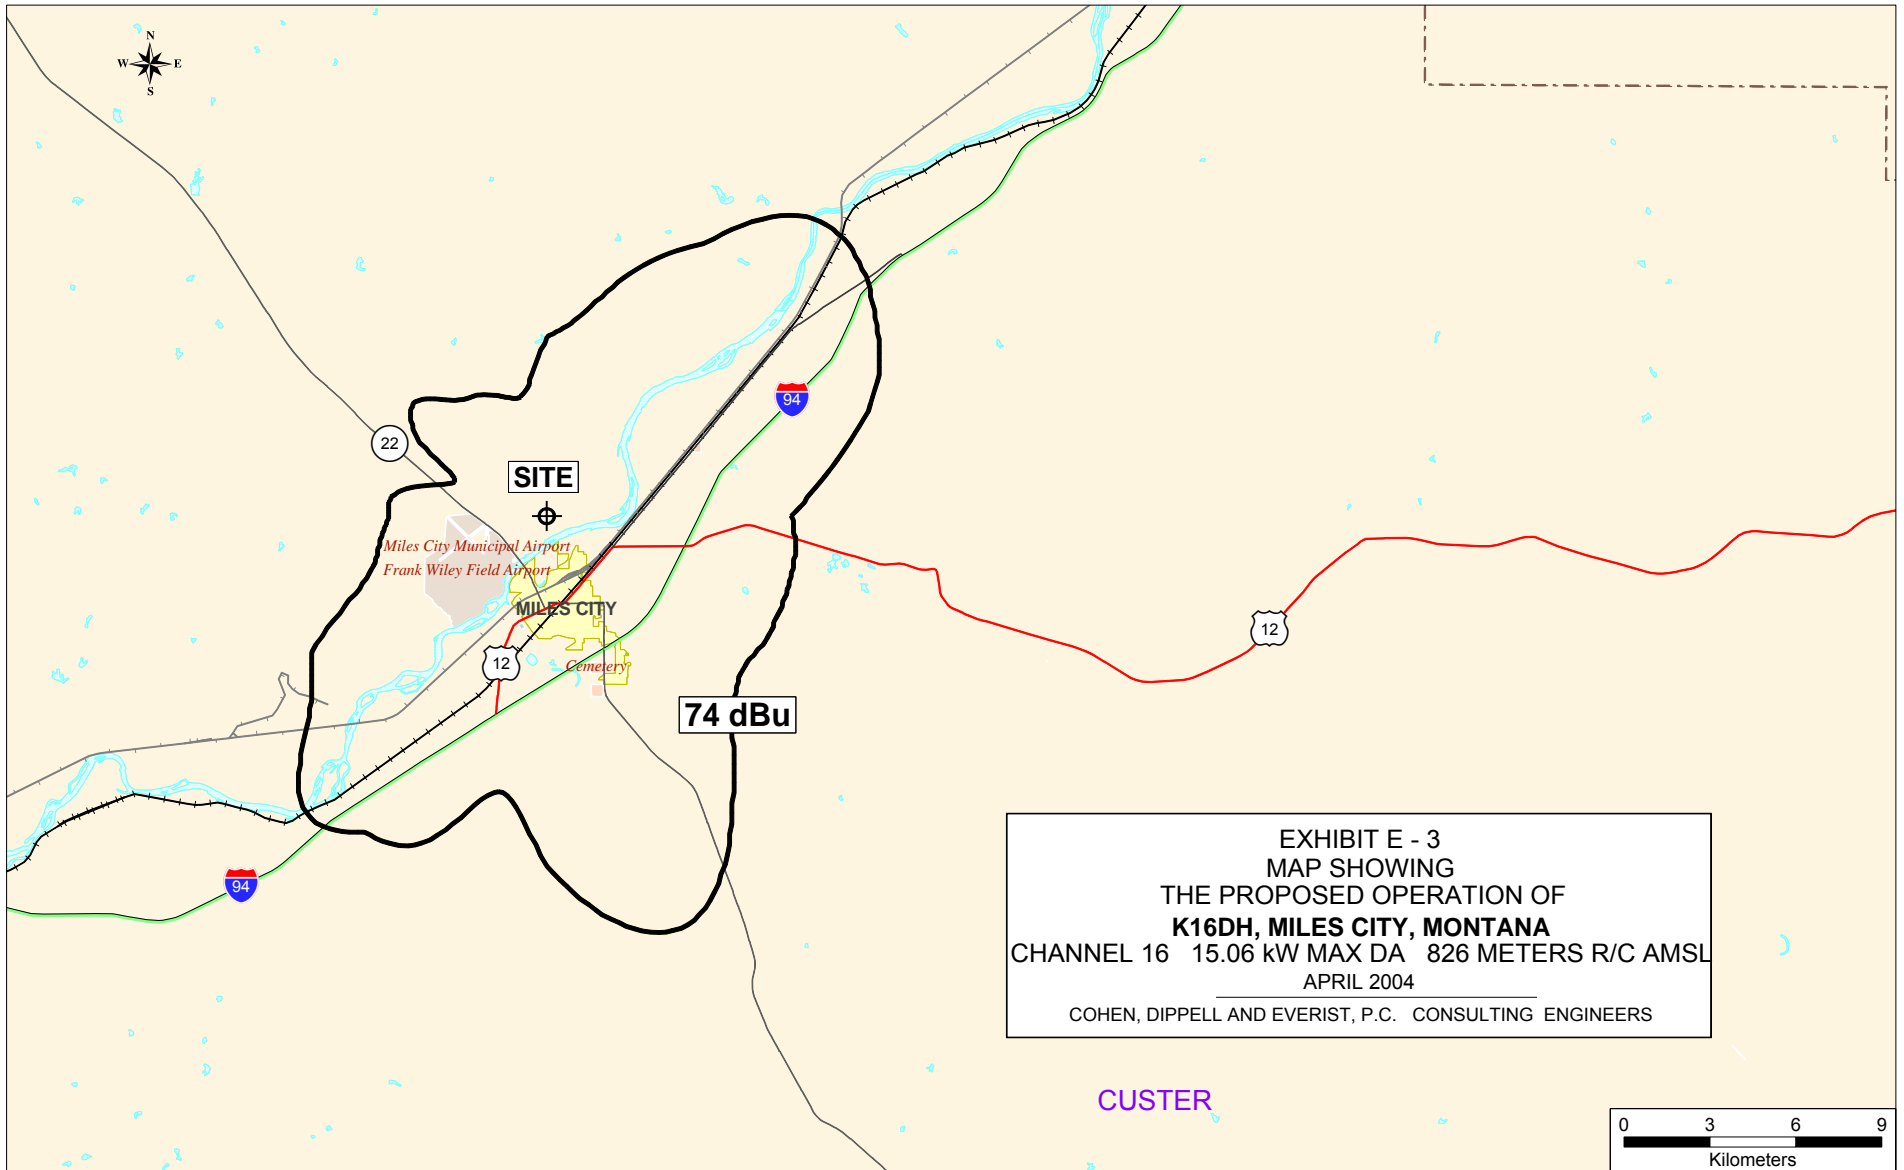 N
W E
S
94
22
SITE
Miles City Municipal Airport
Frank Wiley Field Airport
MILES CITY
12
12
Cemetery
74 dBu
94
EXHIBIT E - 3
MAP SHOWING
THE PROPOSED OPERATION OF
K16DH, MILES CITY, MONTANA
CHANNEL 16 15.06 kW MAX DA 826 METERS R/C AMSL
APRIL 2004
COHEN, DIPPELL AND EVERIST, P.C. CONSULTING ENGINEERS
CUSTER
0 3 6 9
Kilometers